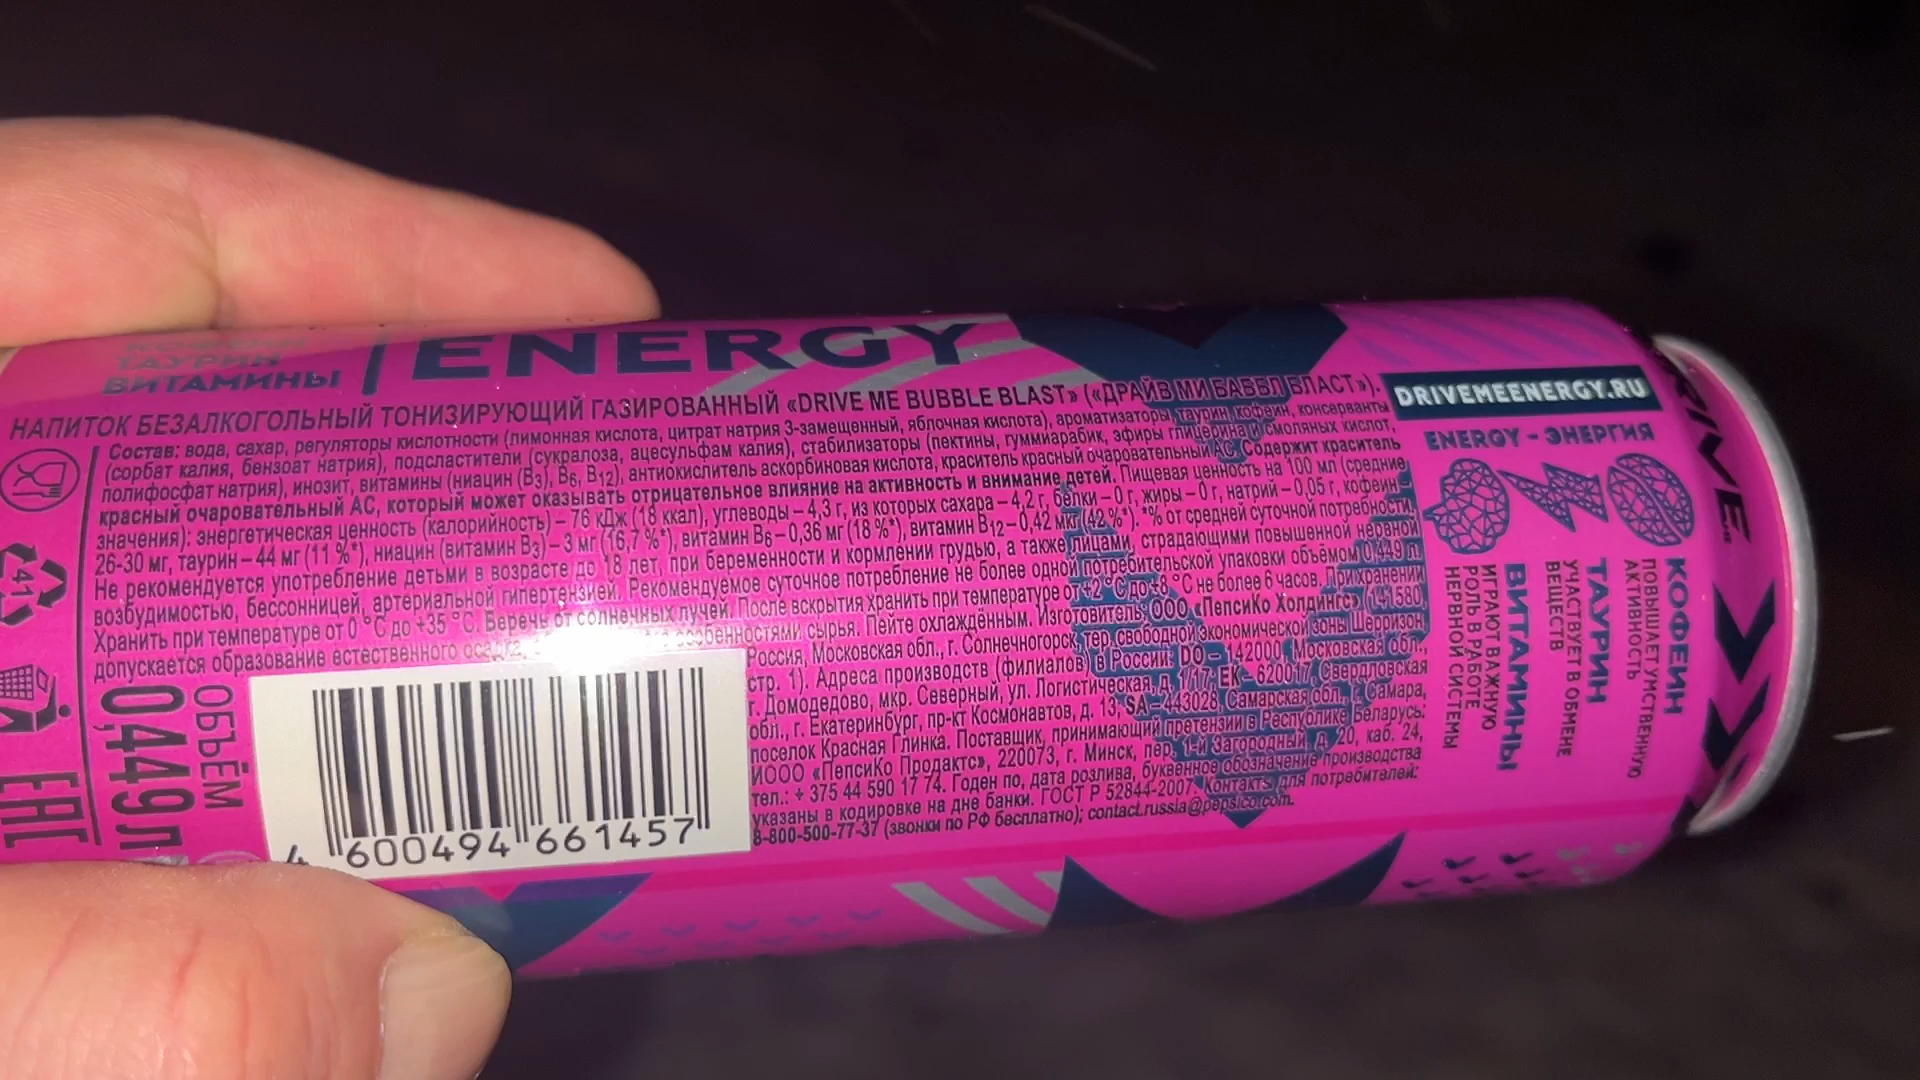 ТАУРИН
ВИТАМИНЫ
ENERGY
НАПИТОК БЕЗАЛКОГОЛЬНЫЙ ТОНИЗИРУЮЩИЙ ГАЗИРОВАННЫЙ «DRIVE ME BUBBLE BLAST» («ДРАЙВ МИ БАББЛ БЛАСТ»).
Состав: вода, сахар, регуляторы кислотности (лимонная кислота, цитрат натрия 3-замещенный, яблочная кислота), ароматизаторы, таурин, кофеин, консерванты
(сорбат калия, бензоат натрия), подсластители (сукралоза, ацесульфам калия), стабилизаторы (пектины, гуммиарабик, эфиры глицерина и смоляных кислот,
полифосфат натрия), инозит, витамины (ниацин (B3), B6, B12), антиокислитель аскорбиновая кислота, краситель красный очаровательный АС. Содержит краситель
красный очаровательный АС, который может оказывать отрицательное влияние на активность и внимание детей. Пищевая ценность на 100 мл (средние
значения): энергетическая ценность (калорийность) – 76 кДж (18 ккал), углеводы – 4,3 г, из которых сахара – 4,2 г, белки – 0 г, жиры – 0 г, натрий – 0,05 г, кофеин –
26-30 мг, таурин – 44 мг (11 %*), ниацин (витамин B3) – 3 мг (16,7 %*), витамин B6 – 0,36 мг (18 %*), витамин B12 – 0,42 мкг (42 %*). *% от средней суточной потребности.
Не рекомендуется употребление детьми в возрасте до 18 лет, при беременности и кормлении грудью, а также лицами, страдающими повышенной нервной
возбудимостью, бессонницей, артериальной гипертензией. Рекомендуемое суточное потребление не более одной потребительской упаковки объёмом 0,449 л.
Хранить при температуре от 0 °С до +35 °С. Беречь от солнечных лучей. После вскрытия хранить при температуре от +2 °С до +8 °С не более 6 часов. При хранении
допускается образование естественного осадка, особенностями сырья. Пейте охлаждённым. Изготовитель: ООО «ПепсиКо Холдингс» (141580,
Россия, Московская обл., г. Солнечногорск, тер. свободной экономической зоны Шерризон,
стр. 1). Адреса производств (филиалов) в России: DO – 142000, Московская обл.,
г. Домодедово, мкр. Северный, ул. Логистическая, д. 1/17; EK – 620017, Свердловская
обл., г. Екатеринбург, пр-кт Космонавтов, д. 13, SA – 443028, Самарская обл., г. Самара,
поселок Красная Глинка. Поставщик, принимающий претензии в Республике Беларусь:
ИООО «ПепсиКо Продактс», 220073, г. Минск, пер. 1-й Загородный, д. 20, каб. 24,
тел.: + 375 44 590 17 74. Годен по, дата розлива, буквенное обозначение производства
указаны в кодировке на дне банки. ГОСТ Р 52844-2007. Контакты для потребителей:
8-800-500-77-37 (звонки по РФ бесплатно); contact.russia@pepsico.com.
41
EAC
ОБЪЁМ
0,449 л
4 600494 661457
DRIVEMEENERGY.RU
ENERGY – ЭНЕРГИЯ
КОФЕИН
ПОВЫШАЕТ УМСТВЕННУЮ
АКТИВНОСТЬ
ТАУРИН
УЧАСТВУЕТ В ОБМЕНЕ
ВЕЩЕСТВ
ВИТАМИНЫ
ИГРАЮТ ВАЖНУЮ
РОЛЬ В РАБОТЕ
НЕРВНОЙ СИСТЕМЫ